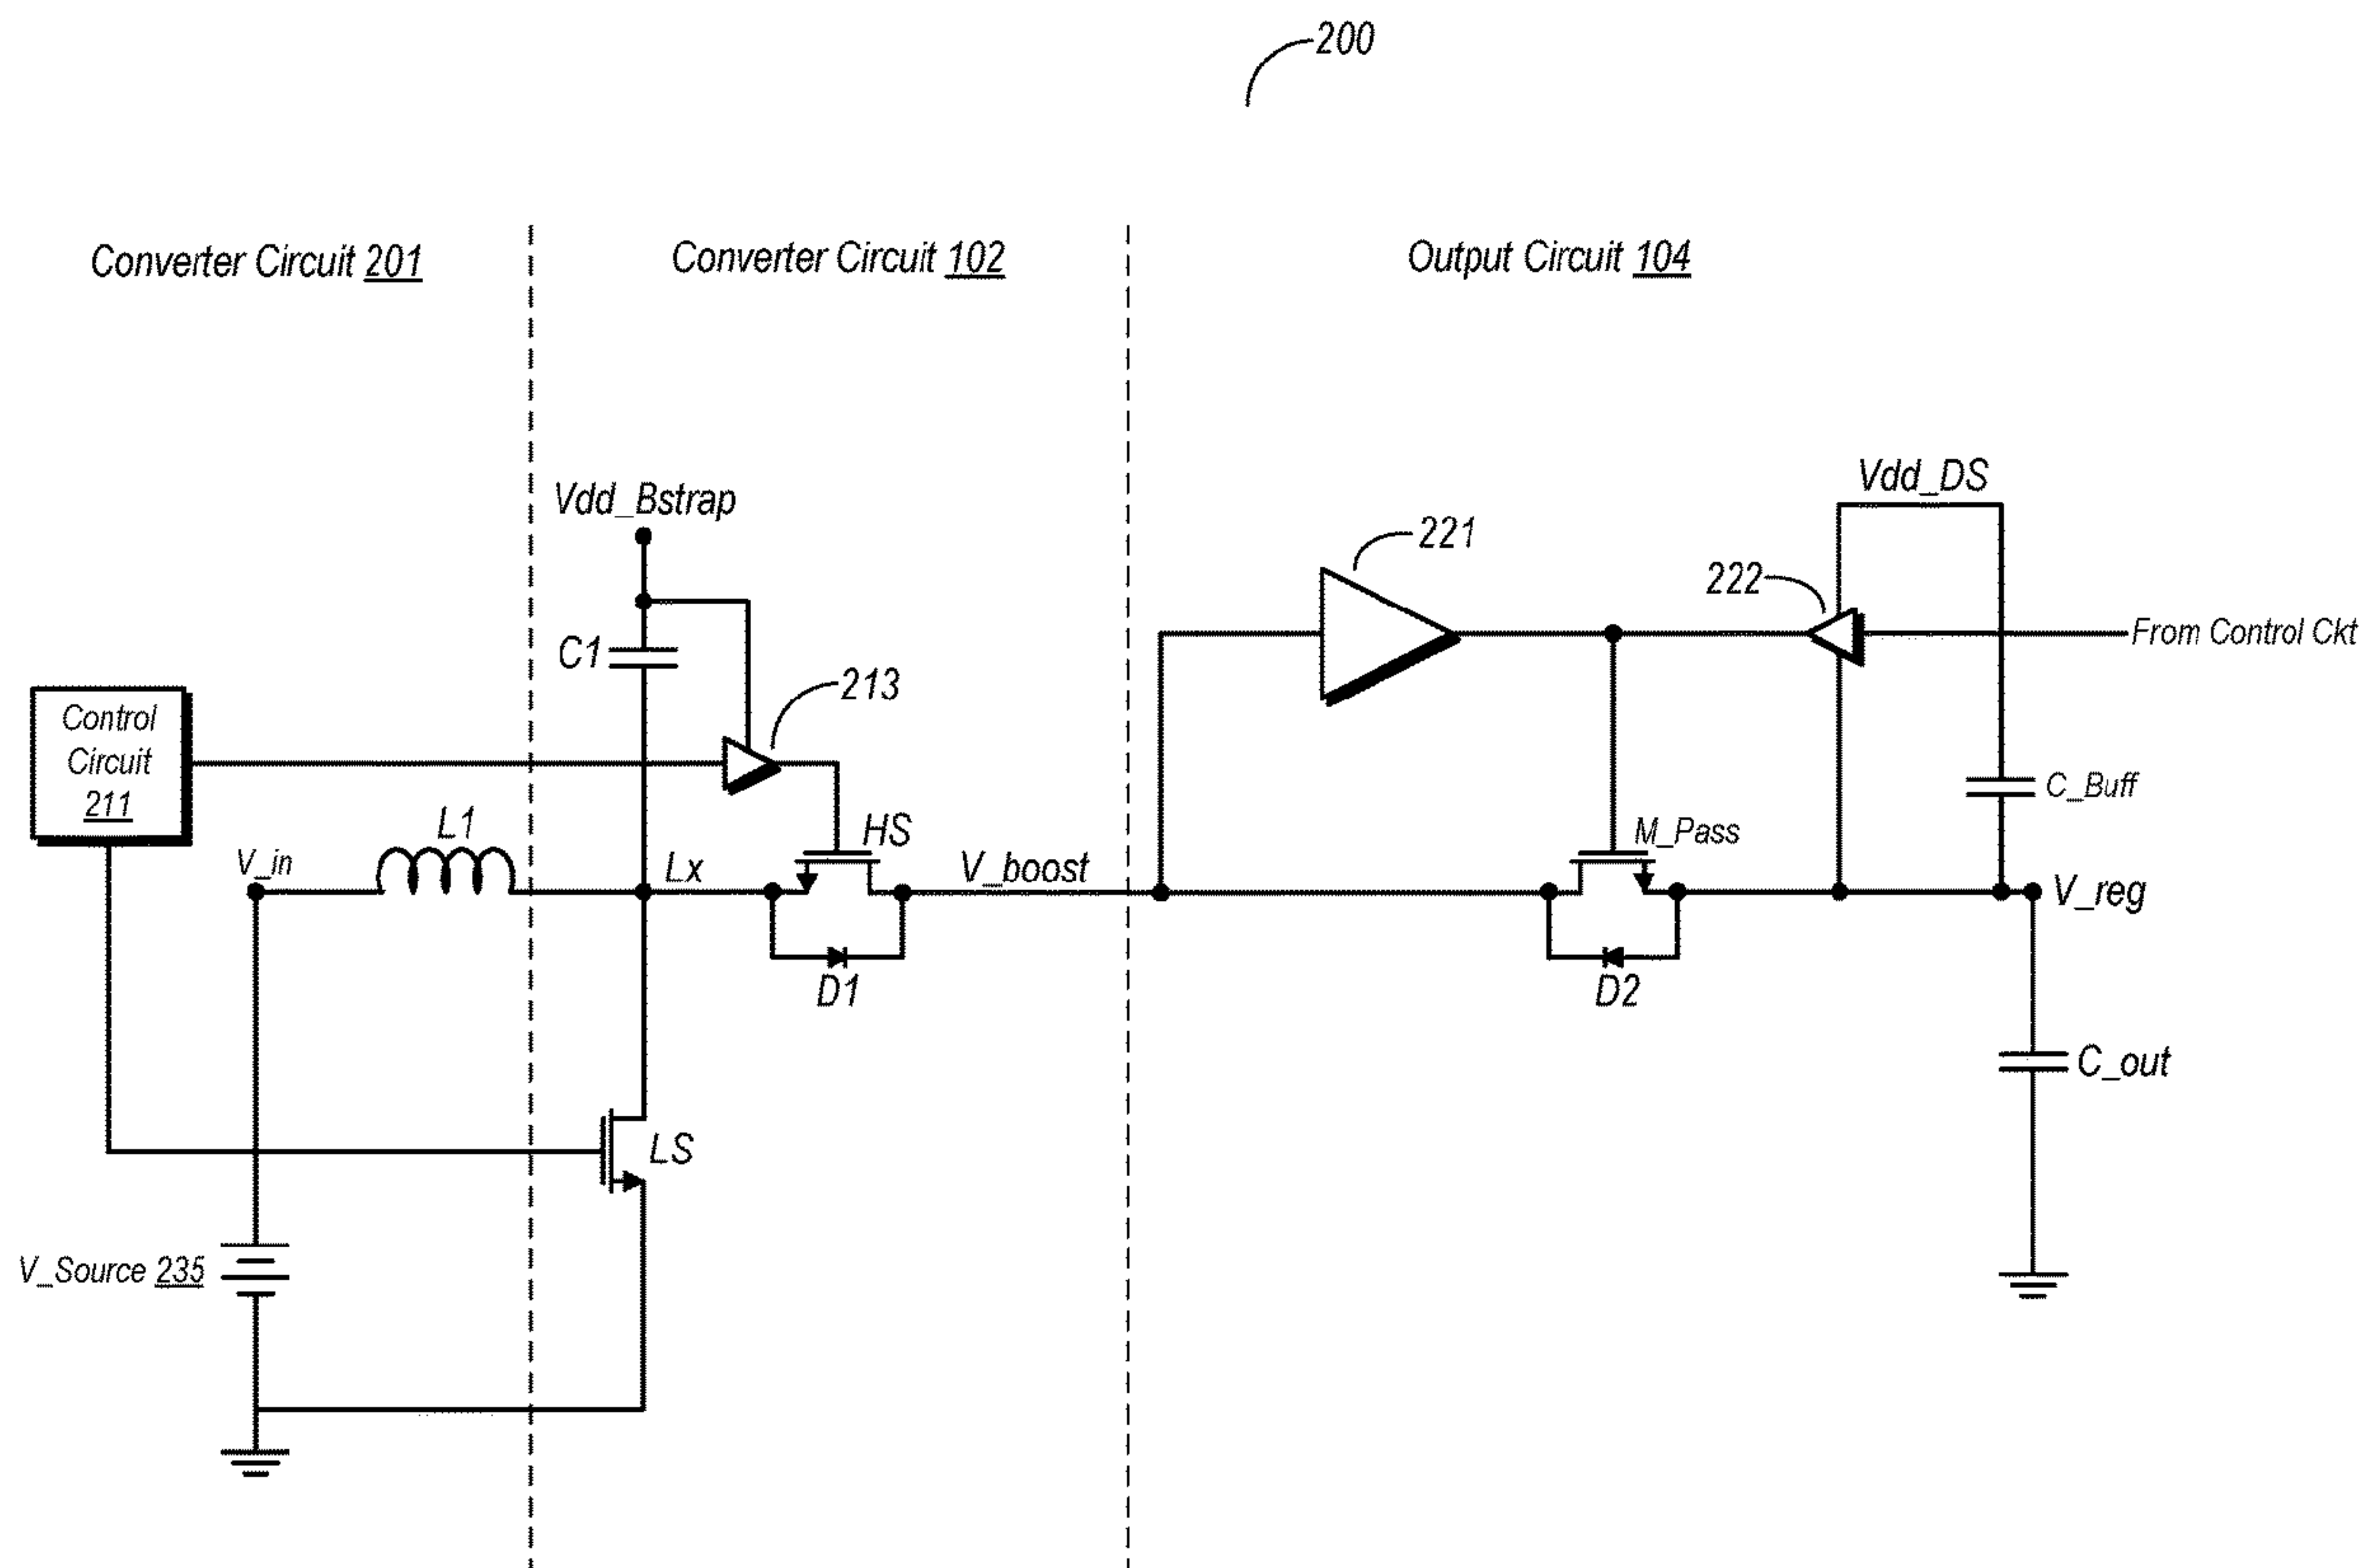 200
Converter Circuit 201
Converter Circuit 102
Output Circuit 104
Vdd_Bstrap
Vdd_DS
221
222
From Control Ckt
C1
213
Control
Circuit
211
L1
V_in
Lx
HS
V_boost
M_Pass
C_Buff
V_reg
D1
D2
C_out
LS
V_Source 235